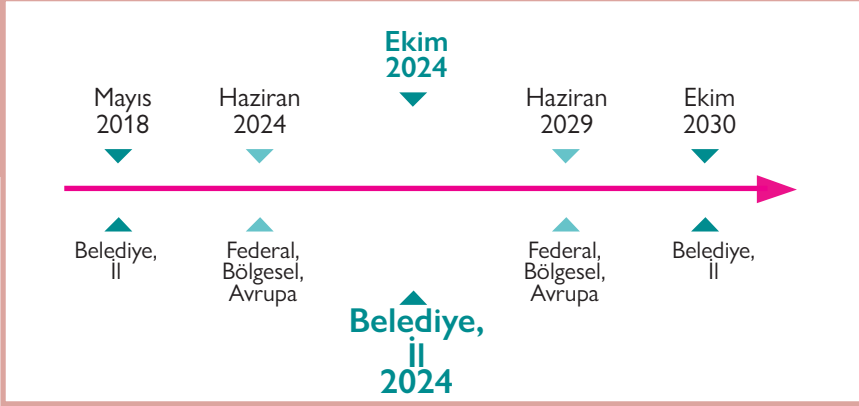 Ekim
2024
Mayıs
2018
Haziran
2024
Haziran
2029
Ekim
2030
Belediye,
İl
Federal,
Bölgesel,
Avrupa
Federal,
Bölgesel,
Avrupa
Belediye,
İl
Belediye,
İl
2024